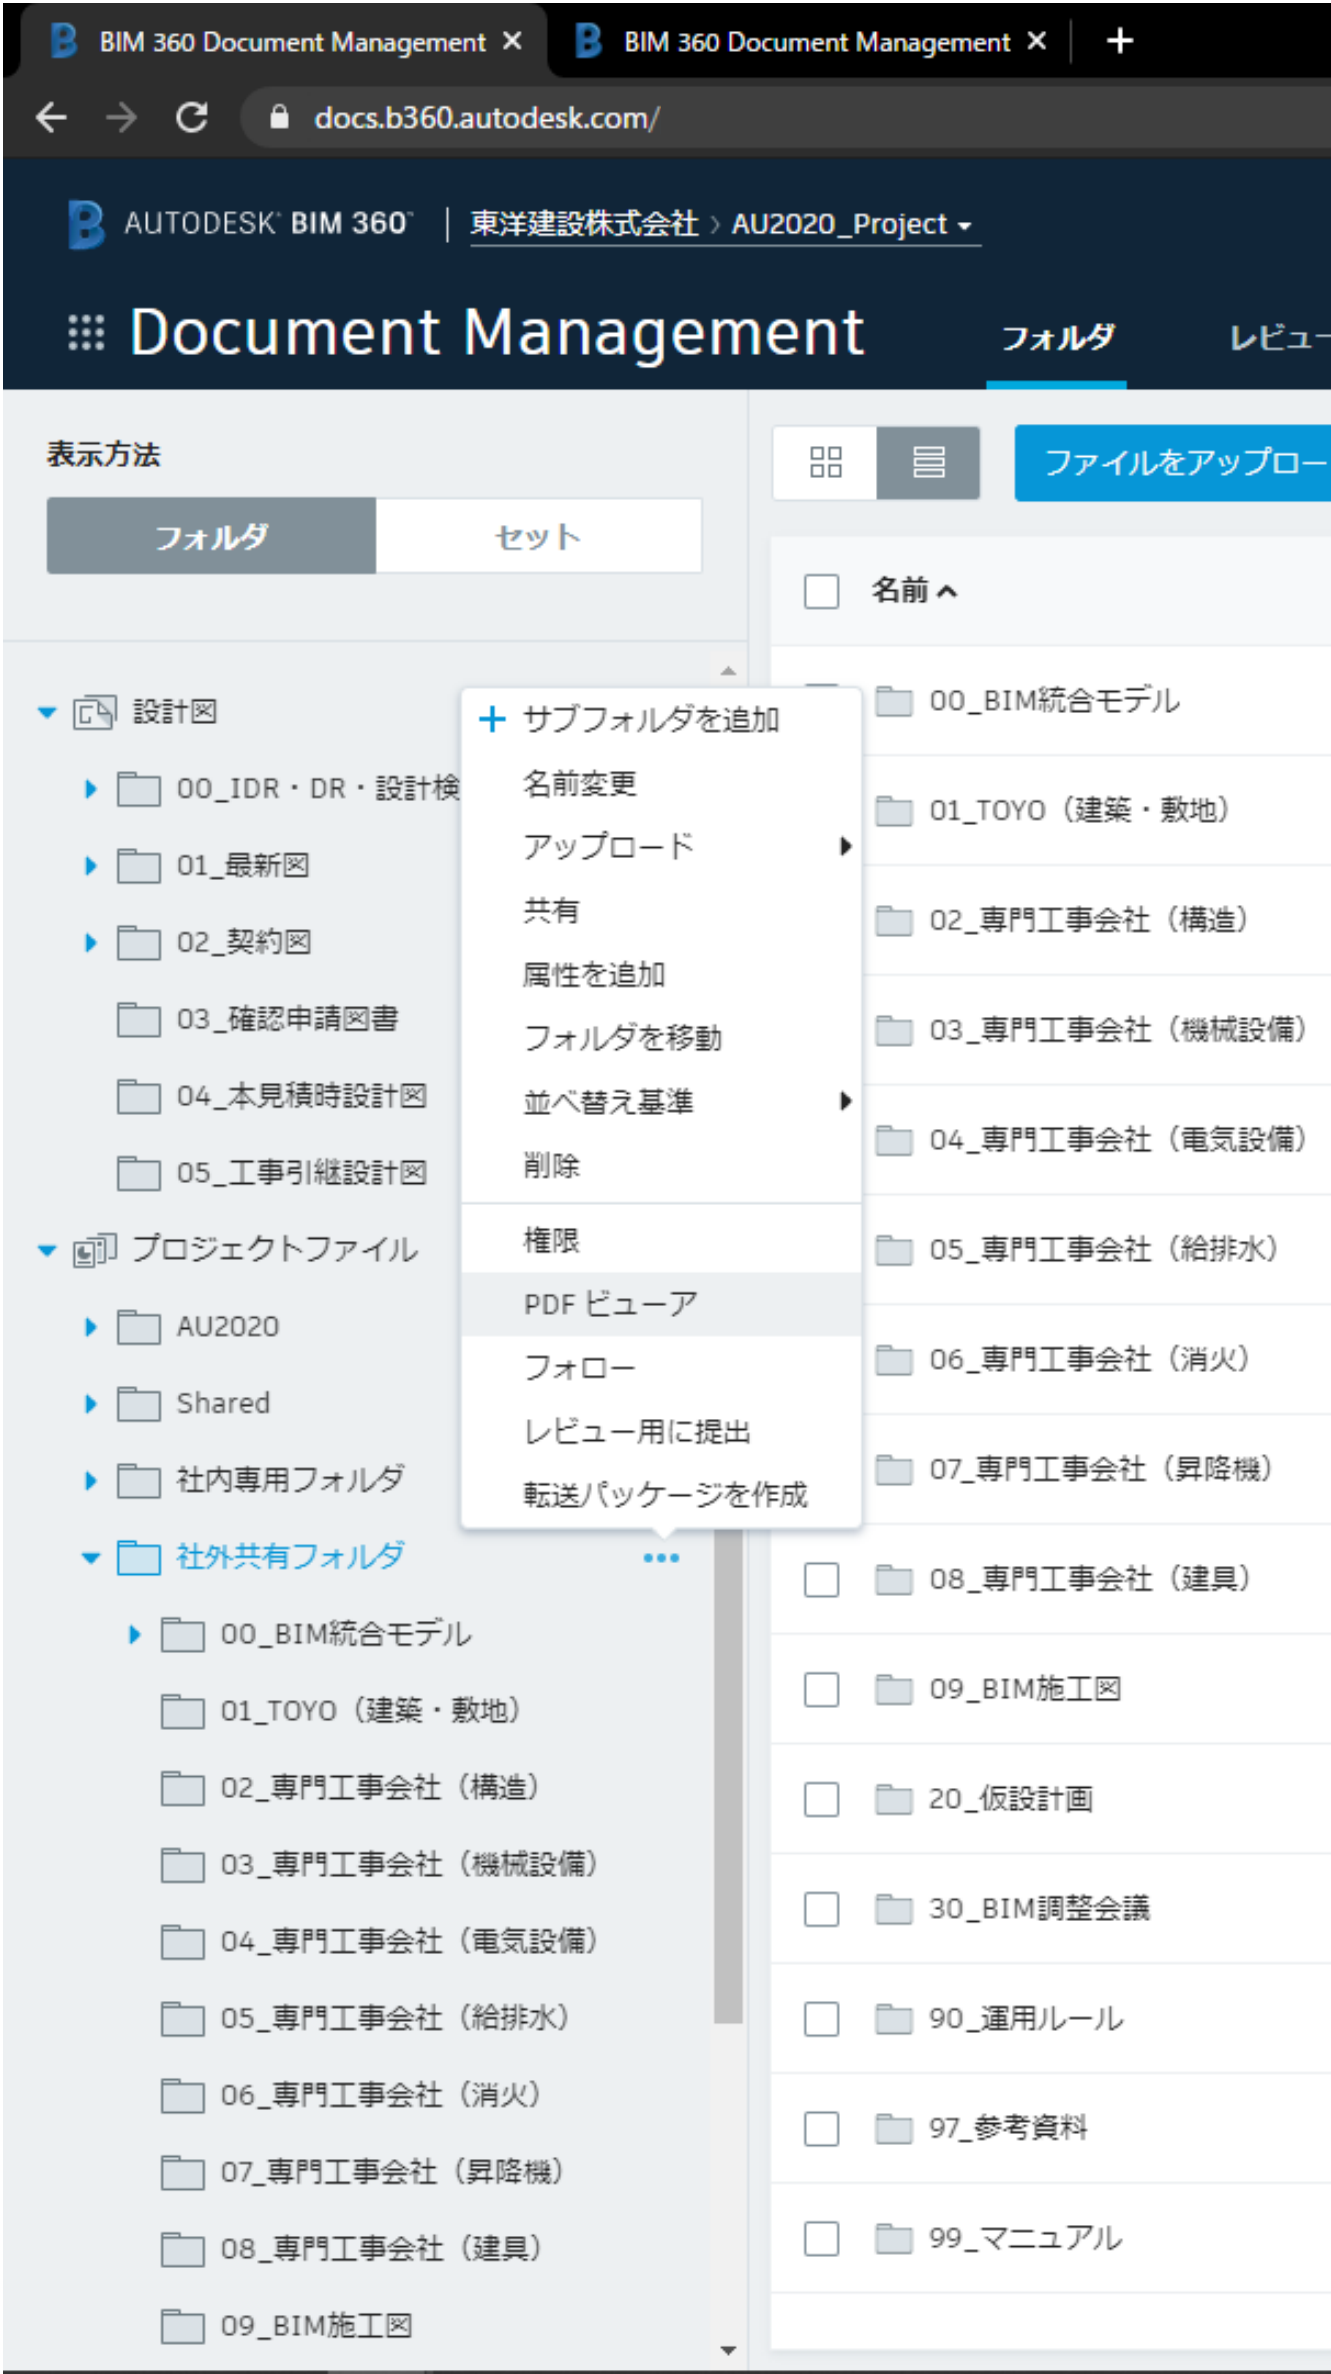 BIM 360 Document Management
BIM 360 Document Management
docs.b360.autodesk.com/
AUTODESK BIM 360 東洋建設株式会社 > AU2020_Project
Document Management
フォルダ
レビュー
表示方法
フォルダ
セット
ファイルをアップロー
名前
設計図
00_IDR・DR・設計検
01_最新図
02_契約図
03_確認申請図書
04_本見積時設計図
05_工事引継設計図
プロジェクトファイル
AU2020
Shared
社内専用フォルダ
社外共有フォルダ
00_BIM統合モデル
01_TOYO（建築・敷地）
02_専門工事会社（構造）
03_専門工事会社（機械設備）
04_専門工事会社（電気設備）
05_専門工事会社（給排水）
06_専門工事会社（消火）
07_専門工事会社（昇降機）
08_専門工事会社（建具）
09_BIM施工図
+ サブフォルダを追加
名前変更
アップロード
共有
属性を追加
フォルダを移動
並べ替え基準
削除
権限
PDF ビューア
フォロー
レビュー用に提出
転送パッケージを作成
00_BIM統合モデル
01_TOYO（建築・敷地）
02_専門工事会社（構造）
03_専門工事会社（機械設備）
04_専門工事会社（電気設備）
05_専門工事会社（給排水）
06_専門工事会社（消火）
07_専門工事会社（昇降機）
08_専門工事会社（建具）
09_BIM施工図
20_仮設計画
30_BIM調整会議
90_運用ルール
97_参考資料
99_マニュアル